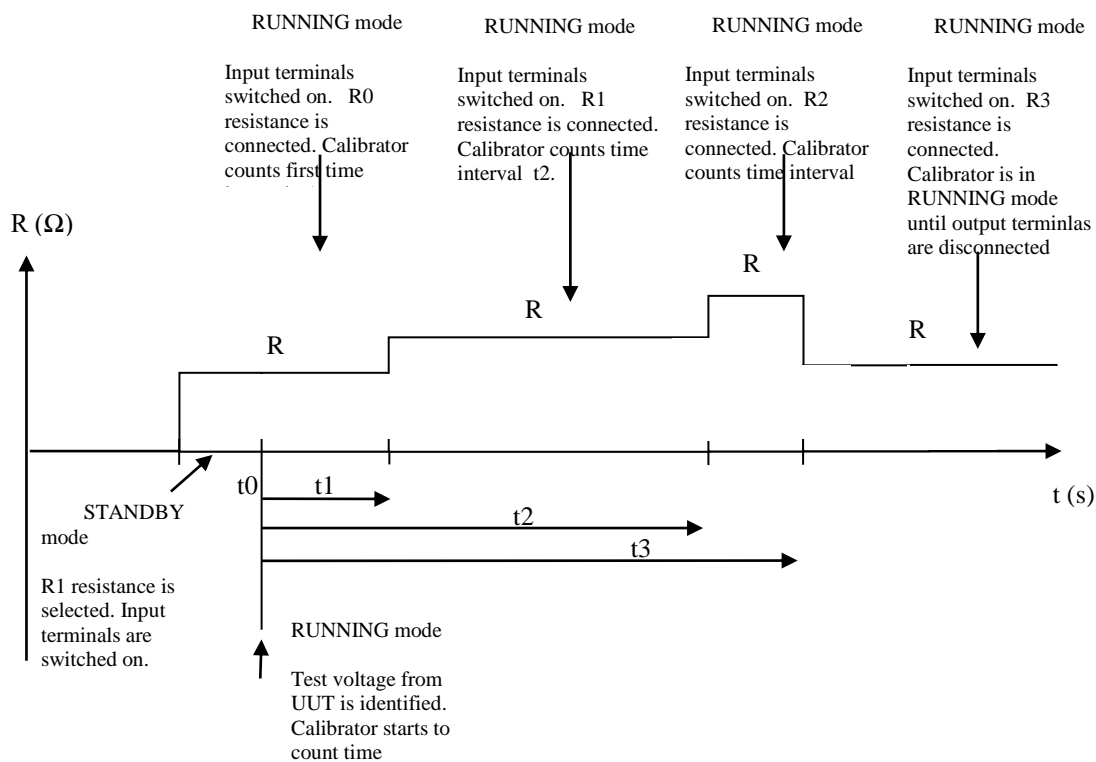 RUNNING mode
Input terminals
switched on. R0
resistance is
connected. Calibrator
counts first time
RUNNING mode
Input terminals
switched on. R1
resistance is connected.
Calibrator counts time
interval t2.
RUNNING mode
Input terminals
switched on. R2
resistance is
connected. Calibrator
counts time interval
RUNNING mode
Input terminals
switched on. R3
resistance is
connected.
Calibrator is in
RUNNING mode
until output terminlas
are disconnected
R (Ω)
R
R
R
R
t0
t1
t2
t3
t (s)
STANDBY
mode
R1 resistance is
selected. Input
terminals are
switched on.
RUNNING mode
Test voltage from
UUT is identified.
Calibrator starts to
count time